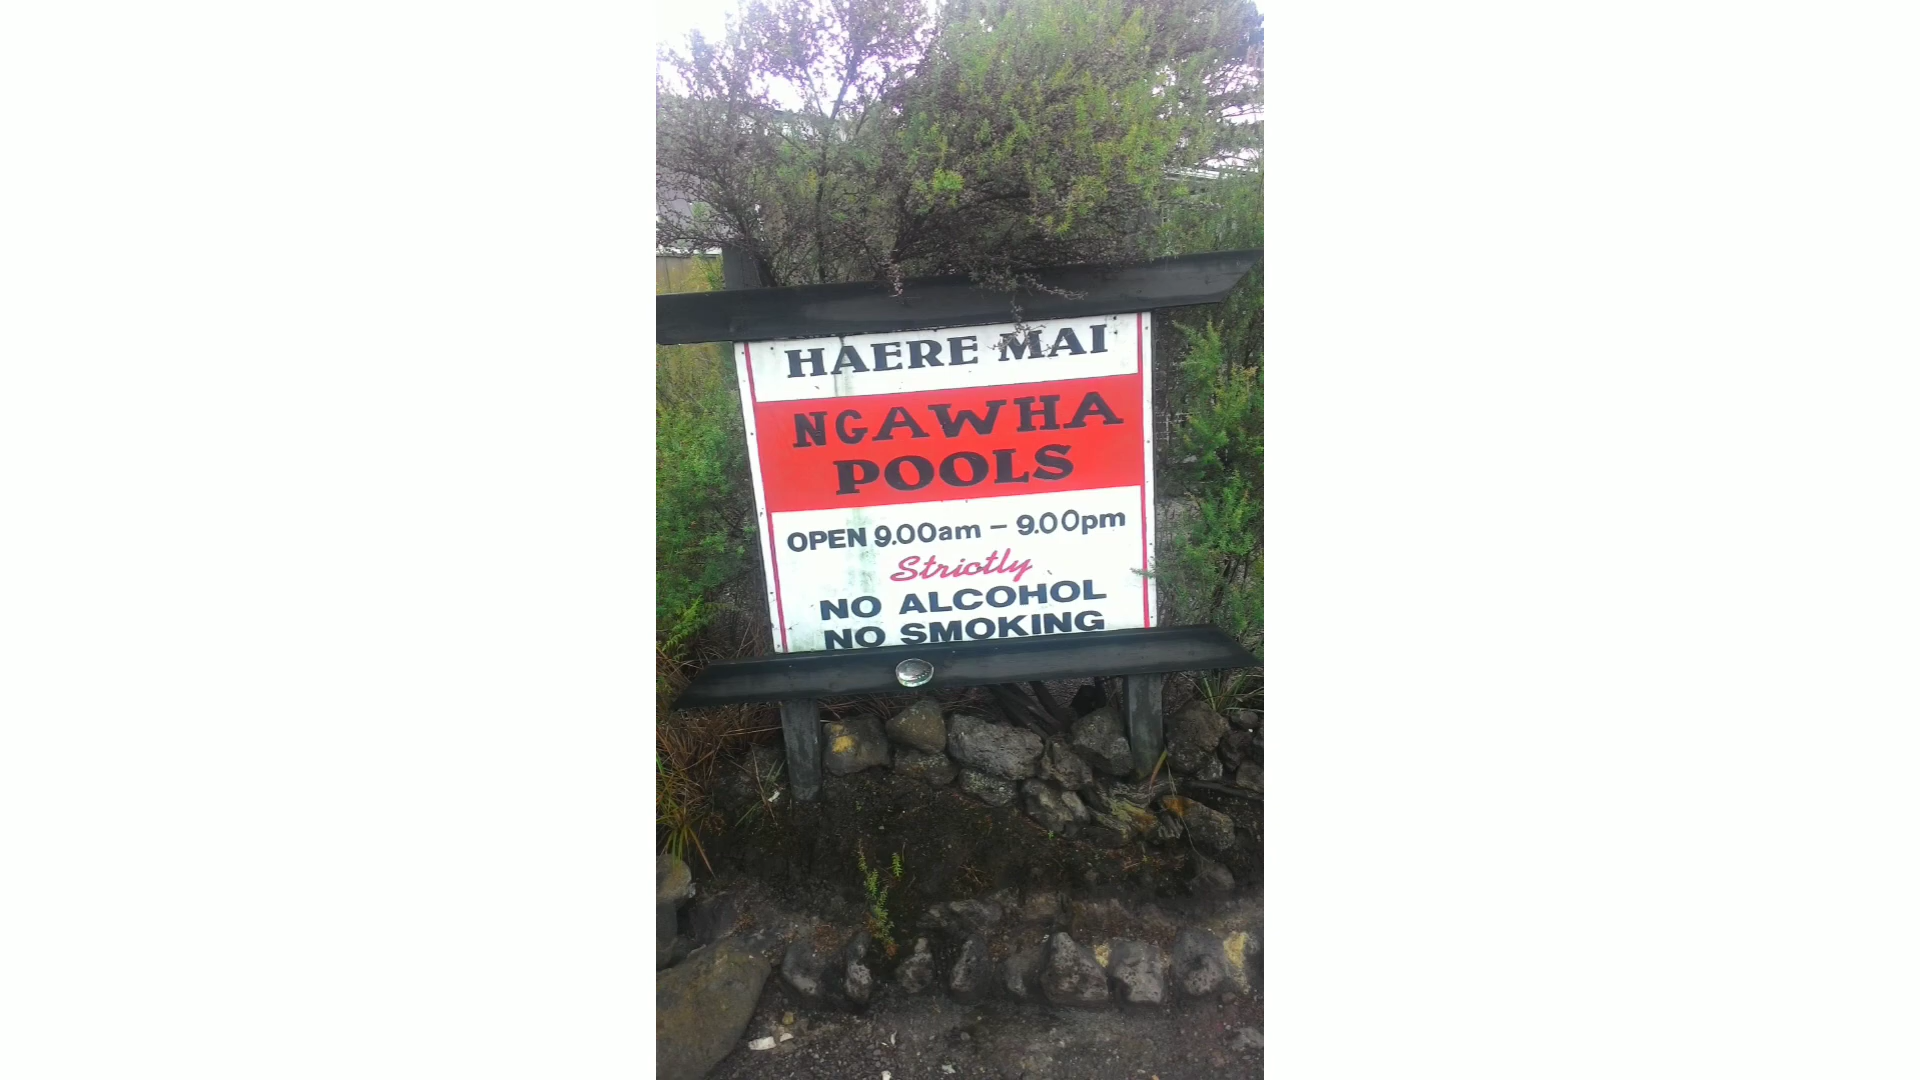 HAERE MAI
NGAWHA
POOLS
OPEN 9.00am - 9.00pm
Strictly
NO ALCOHOL
NO SMOKING